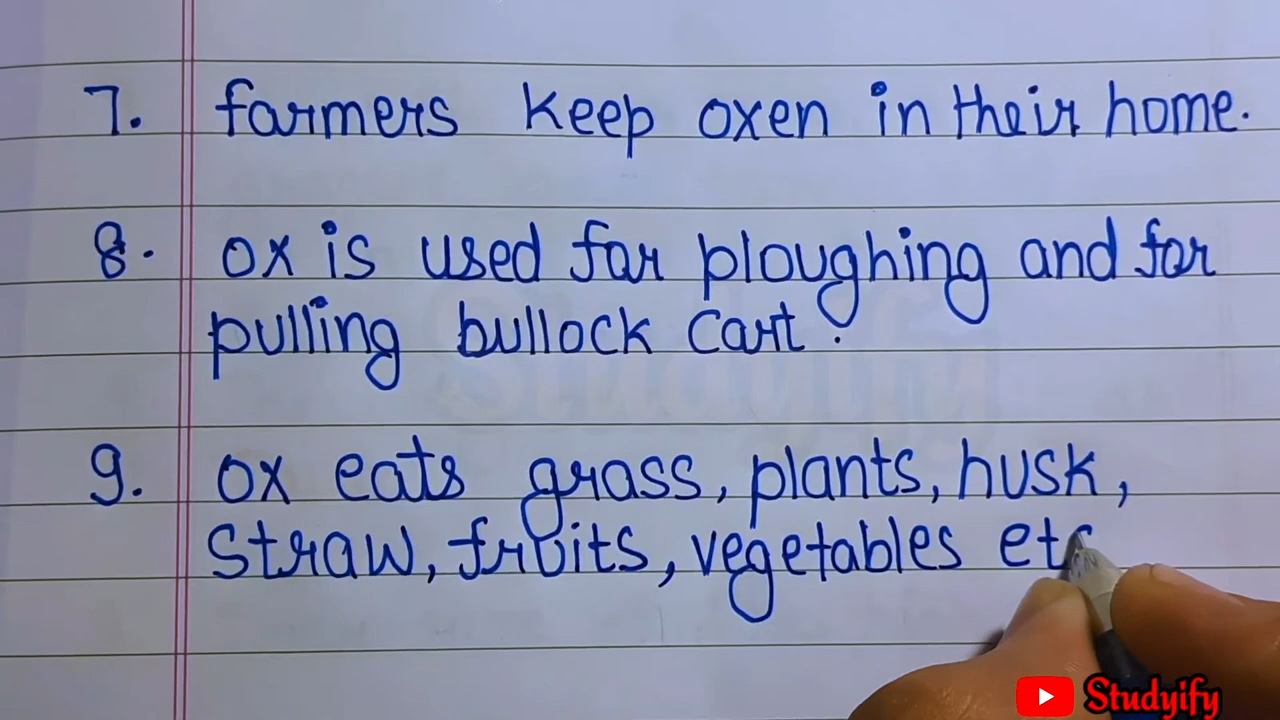 7. farmers keep oxen in their home.
8. ox is used for ploughing and for
pulling bullock cart.
9. ox eats grass, plants, husk,
straw, fruits, vegetables etc
Studyify